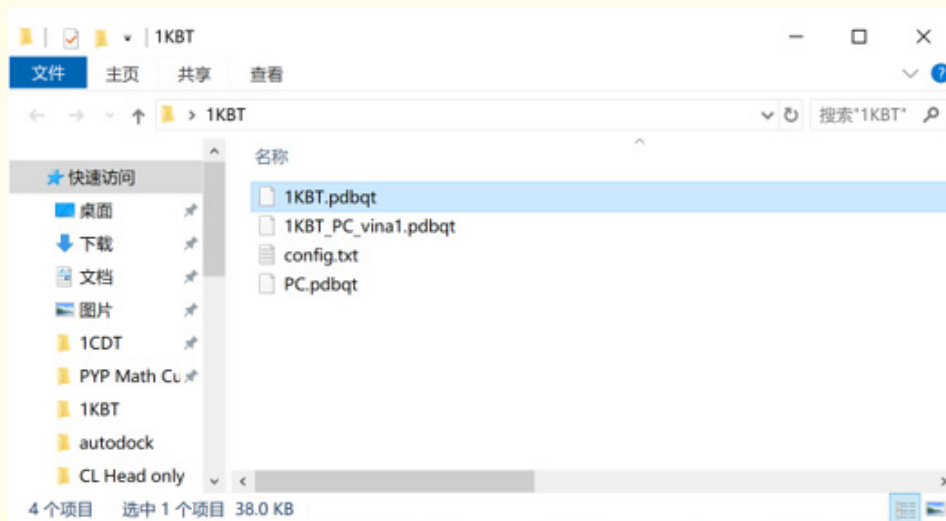 1KBT
文件 主页 共享 查看
1KBT 搜索"1KBT"
名称
快速访问
桌面
下载
文档
图片
1CDT
PYP Math Cu
1KBT
autodock
CL Head only
1KBT.pdbqt
1KBT_PC_vina1.pdbqt
config.txt
PC.pdbqt
4 个项目 选中 1 个项目 38.0 KB